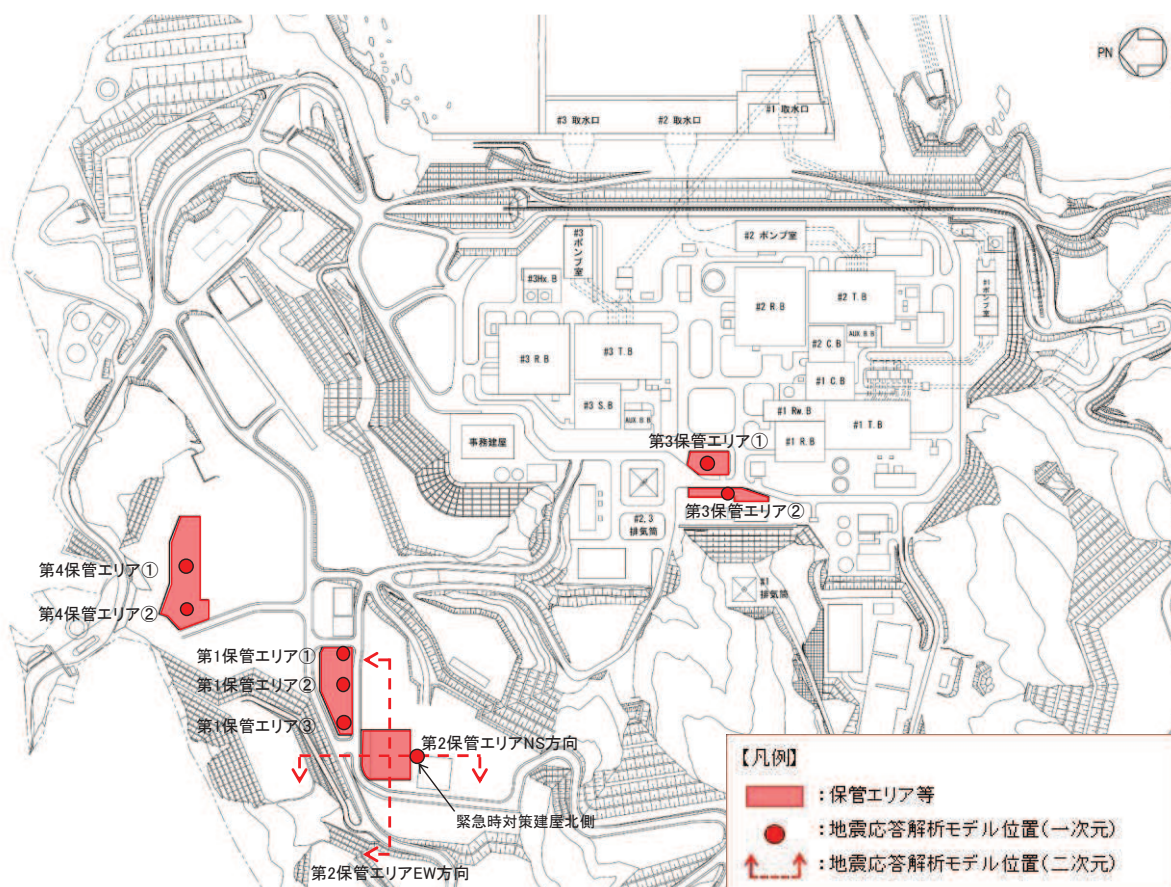 PN
#1 取水口
#3 取水口
#2 取水口
#3 ポンプ室
#2 ポンプ室
#3Hx.B
#1 ポンプ室
#2 R.B
#2 T.B
#3 R.B
#3 T.B
#2 C.B
AUX B.B
#1 C.B
#3 S.B
AUX B.B
#1 Rw.B
#1 T.B
#1 R.B
事務建屋
第3保管エリア①
第3保管エリア②
#2,3
排気筒
#1
排気筒
第4保管エリア①
第4保管エリア②
第1保管エリア①
第1保管エリア②
第1保管エリア③
第2保管エリアNS方向
緊急時対策建屋北側
第2保管エリアEW方向
【凡例】
：保管エリア等
：地震応答解析モデル位置(一次元)
：地震応答解析モデル位置(二次元)